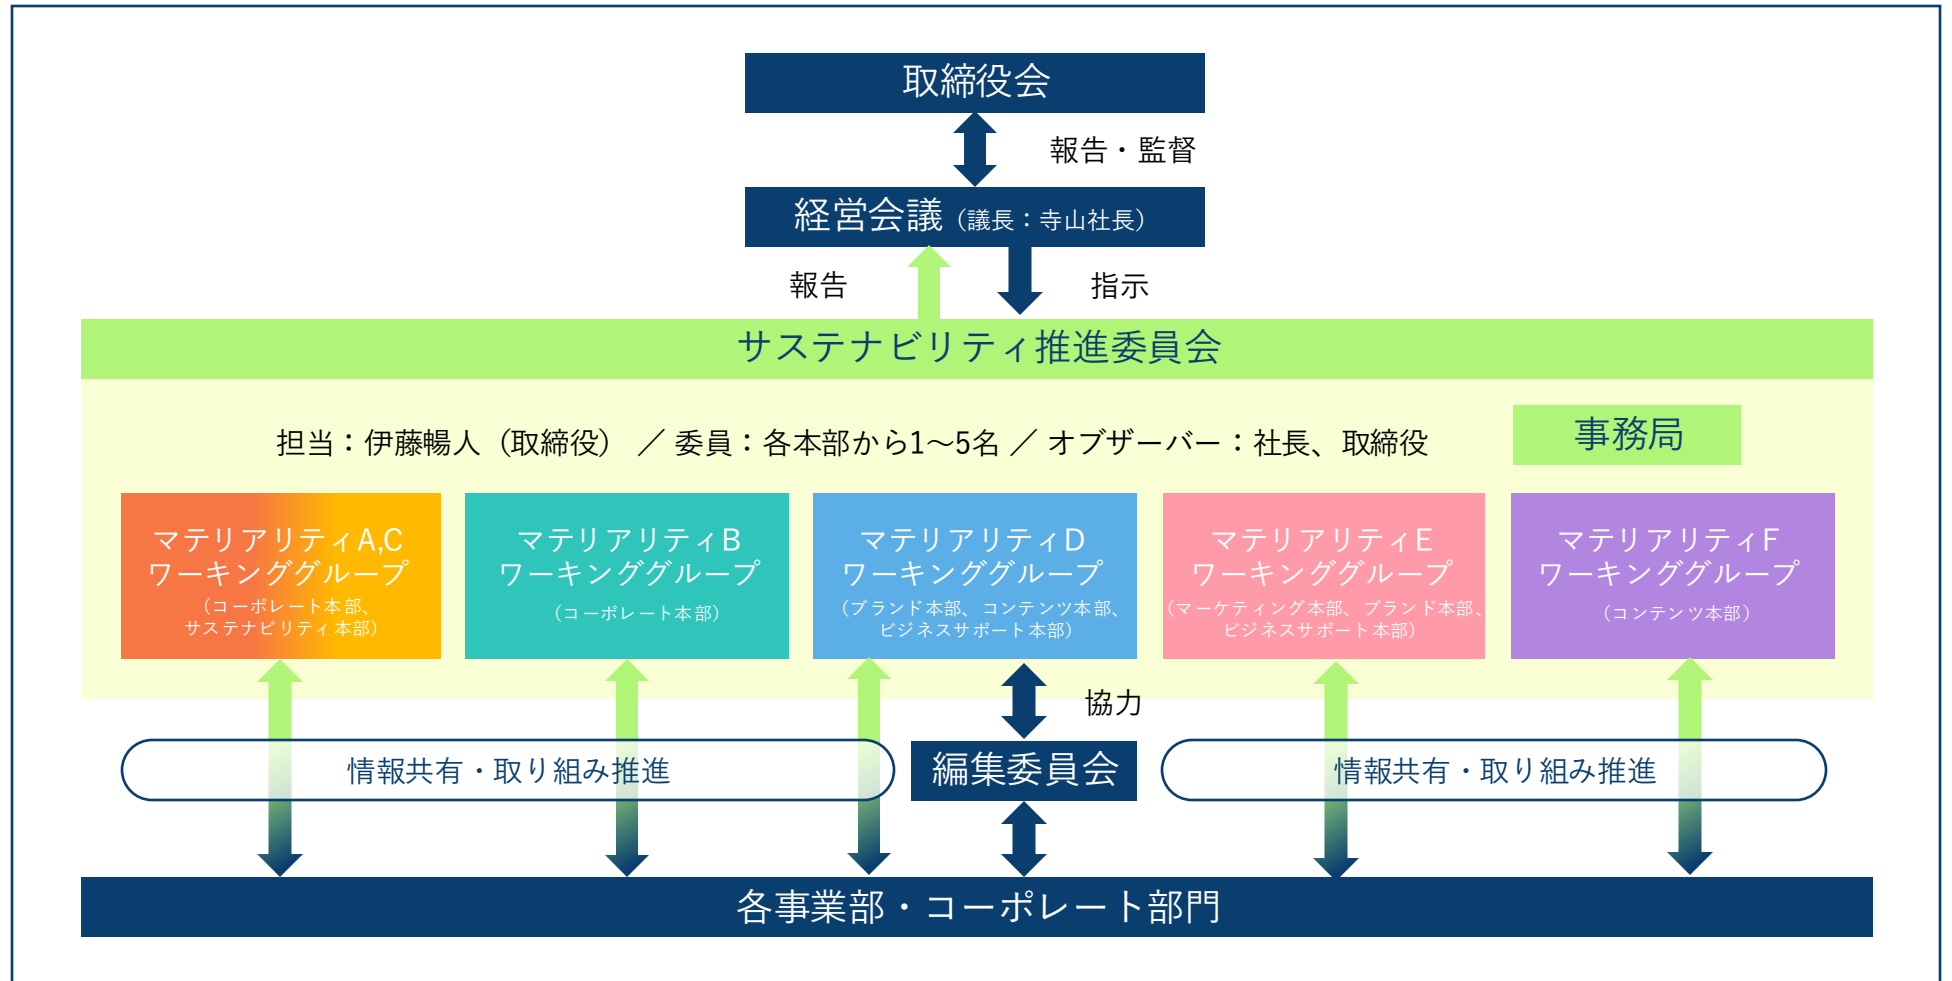 取締役会
報告・監督
経営会議（議長：寺山社長）
報告
指示
サステナビリティ推進委員会
担当：伊藤暢人（取締役） ／ 委員：各本部から1～5名 ／ オブザーバー：社長、取締役
事務局
マテリアリティA,C
ワーキンググループ
（コーポレート本部、
サステナビリティ本部）
マテリアリティB
ワーキンググループ
（コーポレート本部）
マテリアリティD
ワーキンググループ
（ブランド本部、コンテンツ本部、
ビジネスサポート本部）
マテリアリティE
ワーキンググループ
（マーケティング本部、ブランド本部、
ビジネスサポート本部）
マテリアリティF
ワーキンググループ
（コンテンツ本部）
協力
情報共有・取り組み推進
編集委員会
情報共有・取り組み推進
各事業部・コーポレート部門